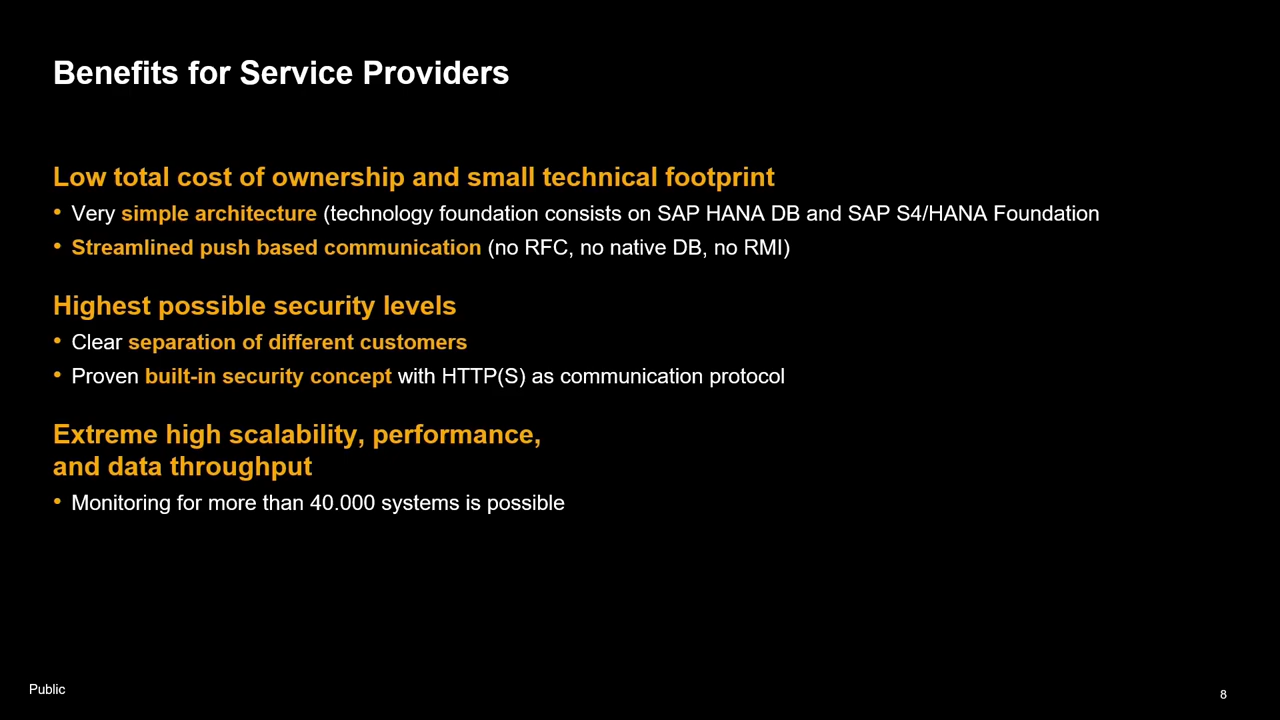 Benefits for Service Providers
Low total cost of ownership and small technical footprint
• Very simple architecture (technology foundation consists on SAP HANA DB and SAP S4/HANA Foundation
• Streamlined push based communication (no RFC, no native DB, no RMI)
Highest possible security levels
• Clear separation of different customers
• Proven built-in security concept with HTTP(S) as communication protocol
Extreme high scalability, performance,
and data throughput
• Monitoring for more than 40.000 systems is possible
Public
8